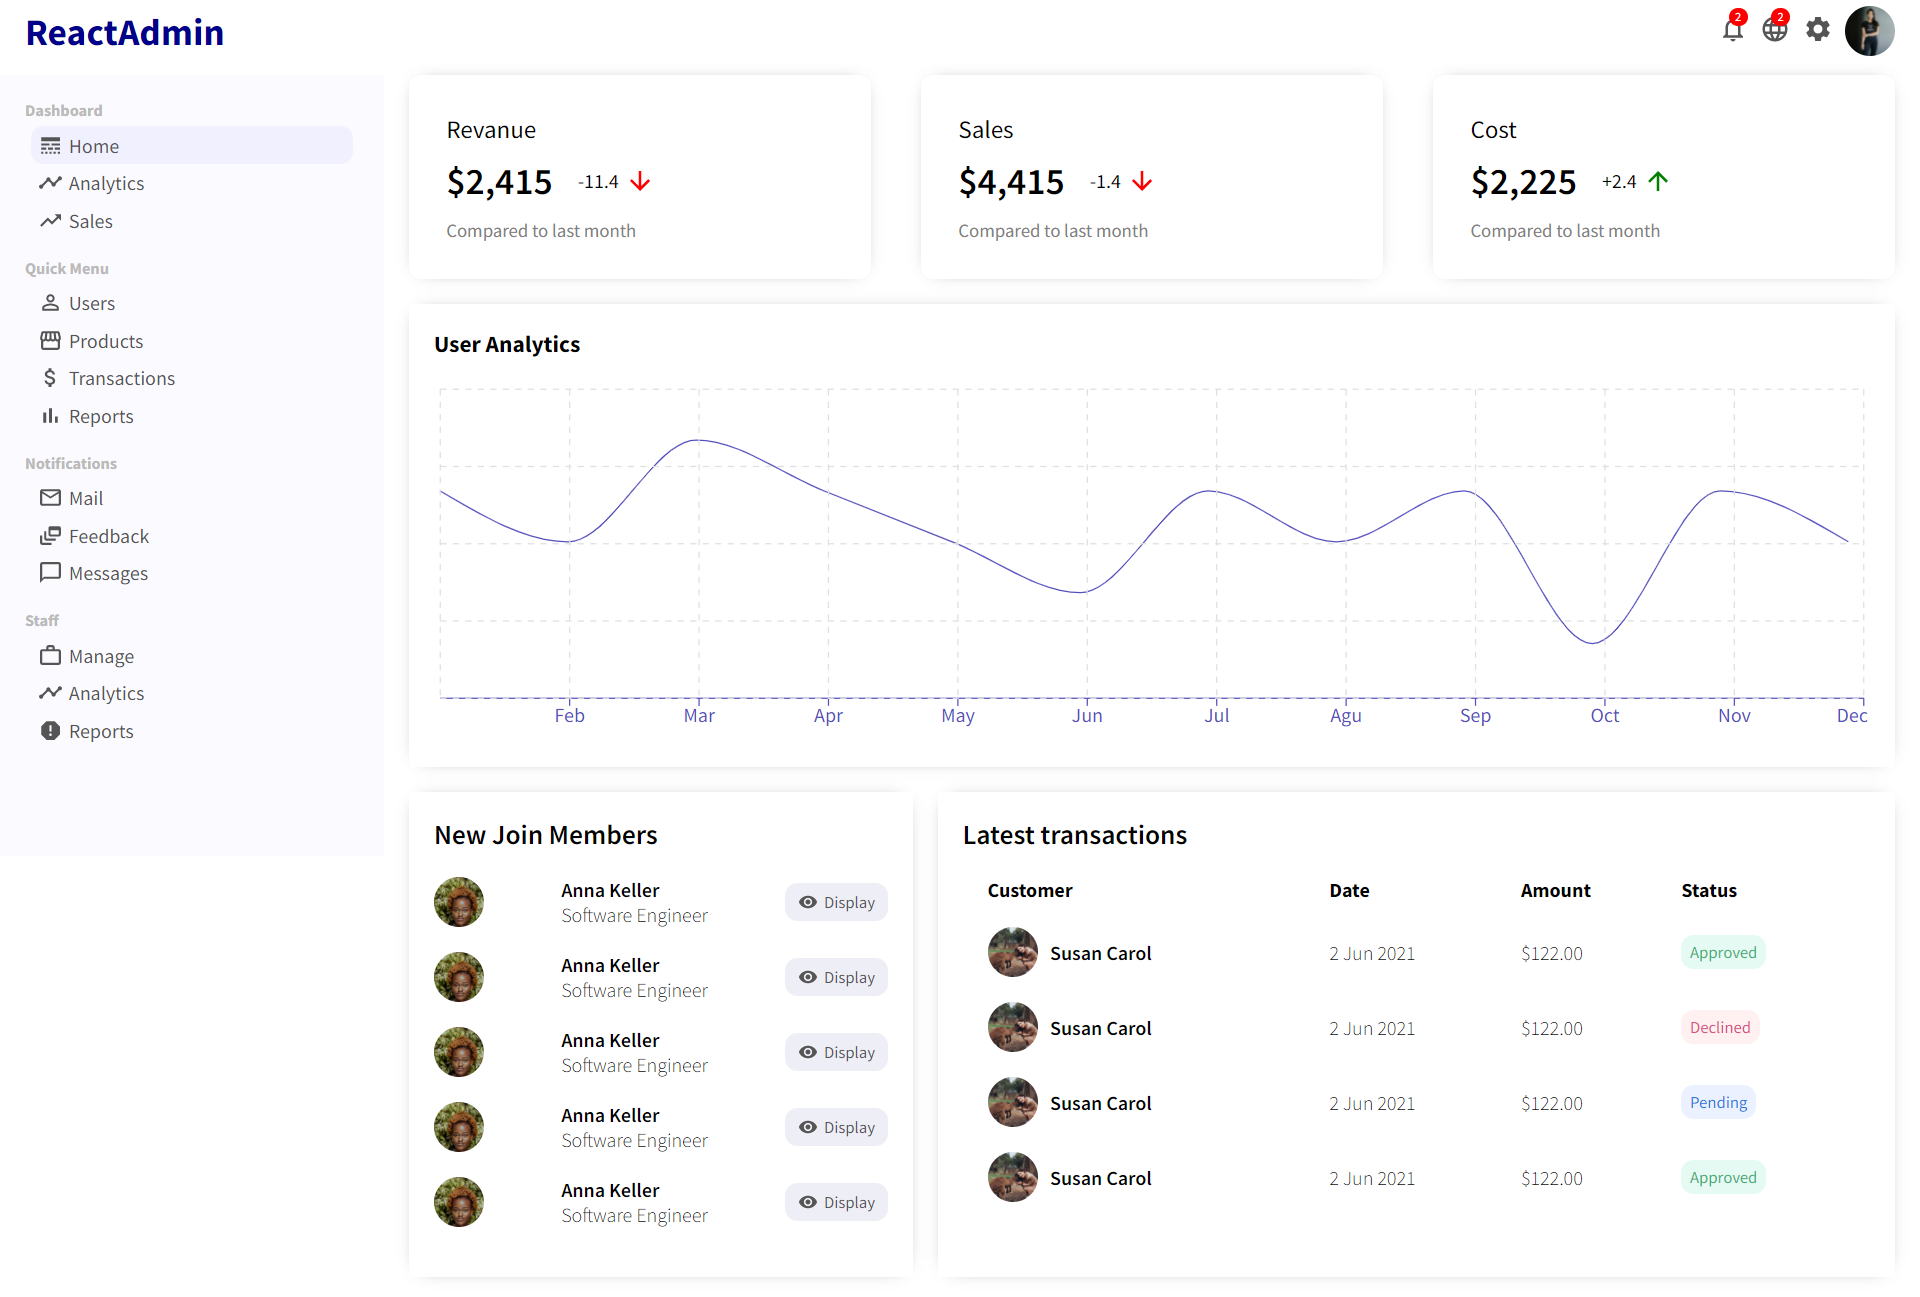 ReactAdmin
2
2
Dashboard
Home
Analytics
Sales
Quick Menu
Users
Products
Transactions
Reports
Notifications
Mail
Feedback
Messages
Staff
Manage
Analytics
Reports
Revanue
$2,415 -11.4
Compared to last month
Sales
$4,415 -1.4
Compared to last month
Cost
$2,225 +2.4
Compared to last month
User Analytics
Feb Mar Apr May Jun Jul Agu Sep Oct Nov Dec
New Join Members
Anna Keller
Software Engineer
Display
Anna Keller
Software Engineer
Display
Anna Keller
Software Engineer
Display
Anna Keller
Software Engineer
Display
Anna Keller
Software Engineer
Display
Latest transactions
Customer Date Amount Status
Susan Carol 2 Jun 2021 $122.00 Approved
Susan Carol 2 Jun 2021 $122.00 Declined
Susan Carol 2 Jun 2021 $122.00 Pending
Susan Carol 2 Jun 2021 $122.00 Approved